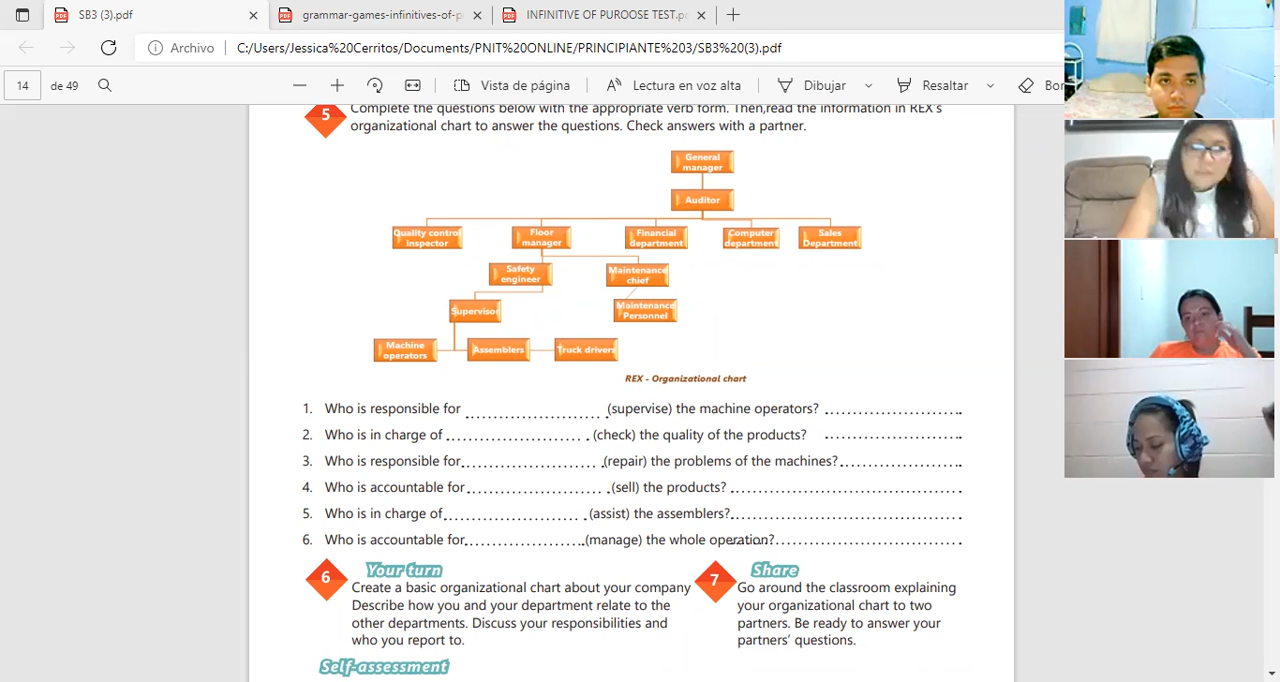 SB3 (3).pdf
grammar-games-infinitives-of-p
INFINITIVE OF PUROOSE TEST.p
Archivo
C:/Users/Jessica%20Cerritos/Documents/PNIT%20ONLINE/PRINCIPIANTE%203/SB3%20(3).pdf
14 de 49
Vista de página
Lectura en voz alta
Dibujar
Resaltar
Bor
5
Complete the questions below with the appropriate verb form. Then,read the information in REX's
organizational chart to answer the questions. Check answers with a partner.
General
manager
Auditor
Quality control
inspector
Floor
manager
Financial
department
Computer
department
Sales
Department
Safety
engineer
Maintenance
chief
Supervisor
Maintenance
Personnel
Machine
operators
Assemblers
Truck drivers
REX - Organizational chart
1. Who is responsible for ........................ (supervise) the machine operators? ........................
2. Who is in charge of ........................ (check) the quality of the products? ........................
3. Who is responsible for........................ (repair) the problems of the machines?........................
4. Who is accountable for........................ (sell) the products? ........................
5. Who is in charge of........................ (assist) the assemblers?........................
6. Who is accountable for........................(manage) the whole operation?........................
6
Your turn
Create a basic organizational chart about your company
Describe how you and your department relate to the
other departments. Discuss your responsibilities and
who you report to.
7
Share
Go around the classroom explaining
your organizational chart to two
partners. Be ready to answer your
partners' questions.
Self-assessment